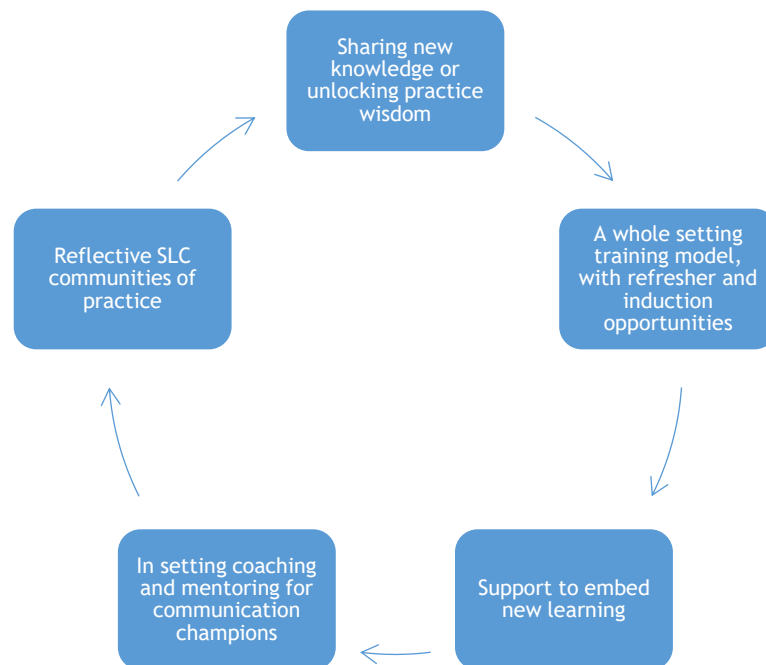 Sharing new
knowledge or
unlocking practice
wisdom
A whole setting
training model,
with refresher and
induction
opportunities
Support to embed
new learning
In setting coaching
and mentoring for
communication
champions
Reflective SLC
communities of
practice